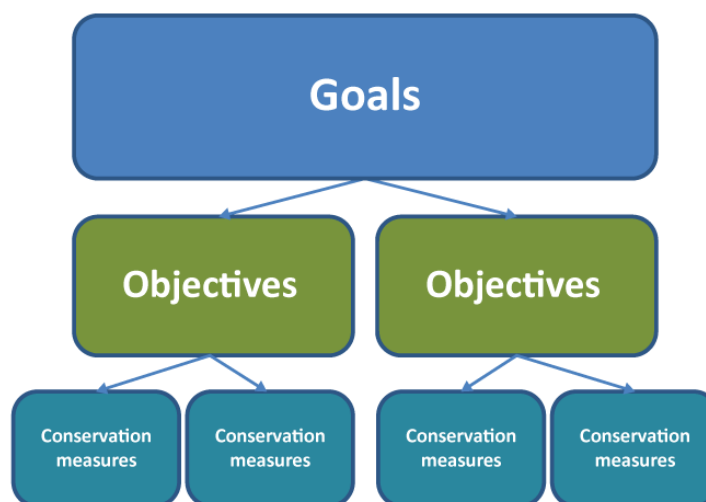 Goals
Objectives
Objectives
Conservation
measures
Conservation
measures
Conservation
measures
Conservation
measures